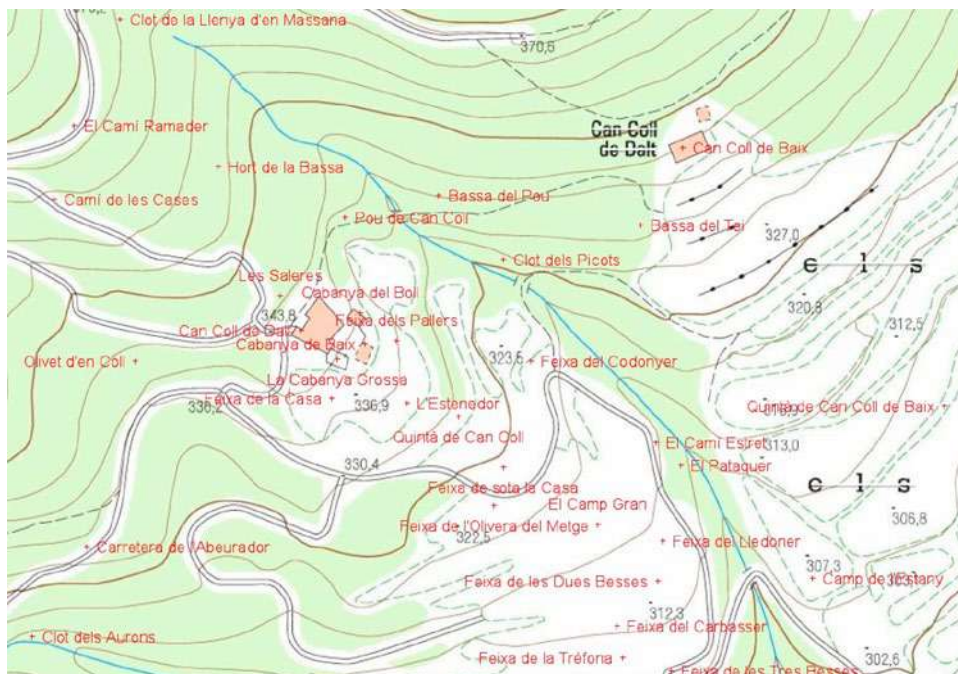 Clot de la Llenya d'en Massana
370,6
El Camí Ramader
Can Coll
de Dalt
Can Coll de Baix
Hort de la Bassa
Camí de les Cases
Bassa del Pou
Pou de Can Coll
Bassa del Tei
327,0
Clot dels Picots
e l s
Les Saleres
Cabanya del Boi
320,8
343,8
Feixa dels Pallers
312,5
Can Coll de Dalt
Cabanya de Baix
323,5
Olivet d'en Coll
Feixa del Codonyer
La Cabanya Grossa
Feixa de la Casa
336,2
336,9
L'Estenedor
Quintà de Can Coll de Baix
Quintà de Can Coll
El Camí Estret
313,0
330,4
El Pataquer
Feixa de sota la Casa
e l s
El Camp Gran
306,8
Feixa de l'Olivera del Metge
322,5
Carretera de l'Abeurador
Feixa del Lledoner
307,3
Feixa de les Dues Besses
Camp de l'Estany
312,3
Feixa del Carbasser
Clot dels Aurons
Feixa de la Trèfona
302,6
Feixa de les Tres Besses